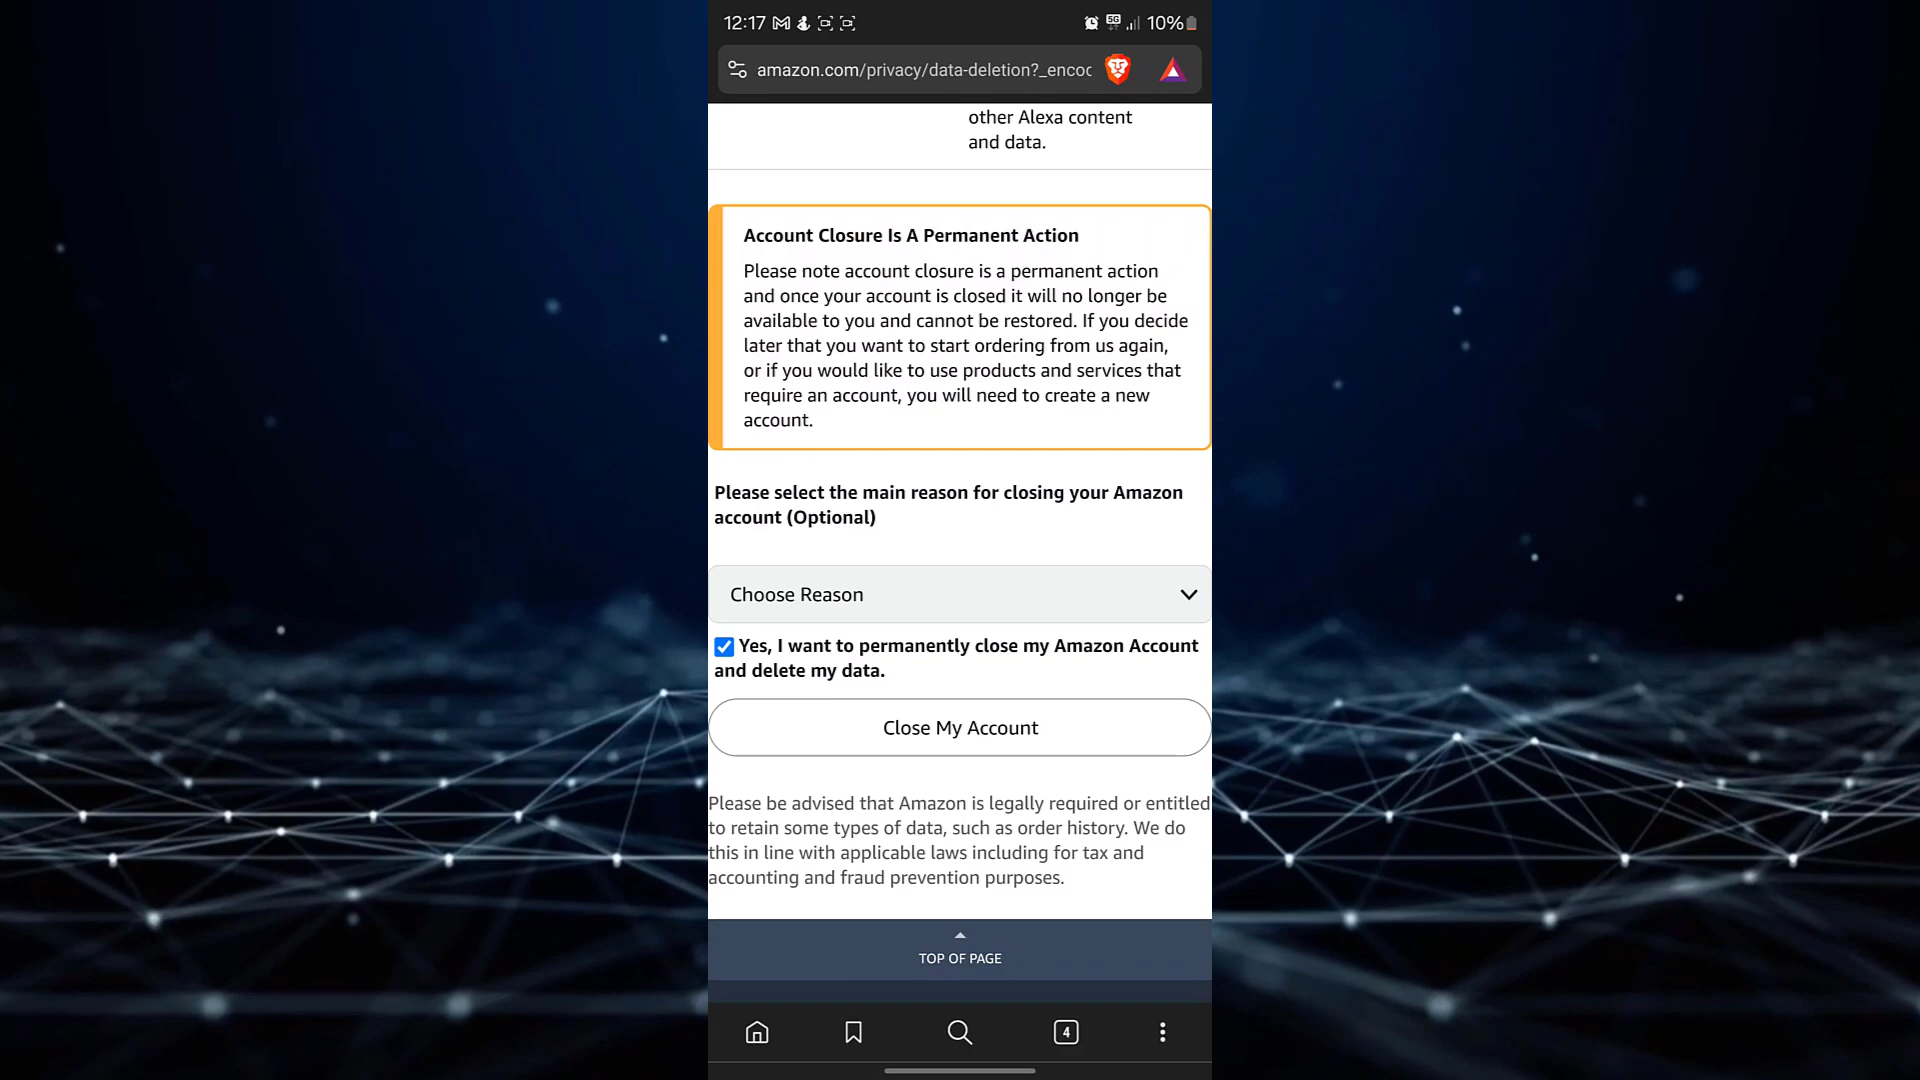 12:17
5G
10%
amazon.com/privacy/data-deletion?_encoc
other Alexa content
and data.
Account Closure Is A Permanent Action
Please note account closure is a permanent action
and once your account is closed it will no longer be
available to you and cannot be restored. If you decide
later that you want to start ordering from us again,
or if you would like to use products and services that
require an account, you will need to create a new
account.
Please select the main reason for closing your Amazon
account (Optional)
Choose Reason
Yes, I want to permanently close my Amazon Account
and delete my data.
Close My Account
Please be advised that Amazon is legally required or entitled
to retain some types of data, such as order history. We do
this in line with applicable laws including for tax and
accounting and fraud prevention purposes.
TOP OF PAGE
4